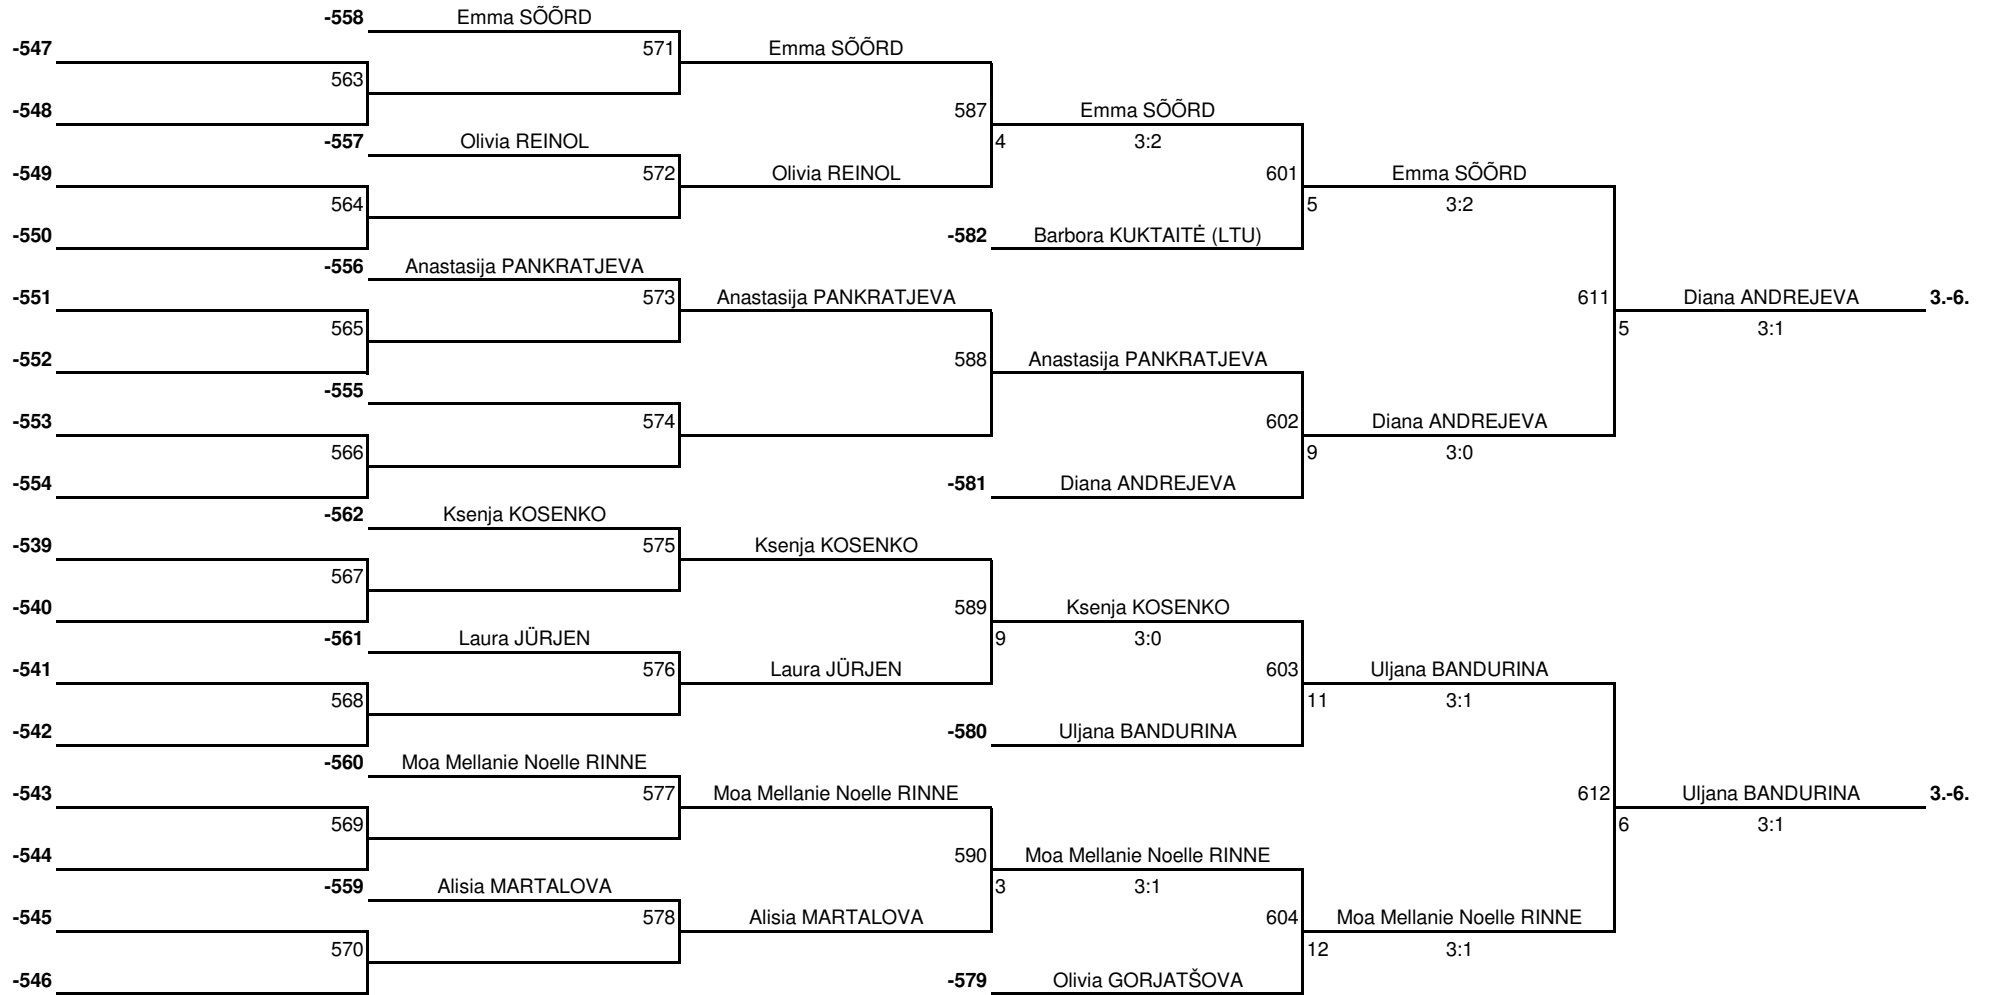 -558 Emma SÕÕRD
-547 571 Emma SÕÕRD
563
-548 587 Emma SÕÕRD
-557 Olivia REINOL 4 3:2
-549 572 Olivia REINOL 601 Emma SÕÕRD
564 5 3:2
-550 -582 Barbora KUKTAITĖ (LTU)
-556 Anastasija PANKRATJEVA
-551 573 Anastasija PANKRATJEVA 611 Diana ANDREJEVA 3.-6.
565 5 3:1
-552 588 Anastasija PANKRATJEVA
-555
-553 574 602 Diana ANDREJEVA
566 9 3:0
-554 -581 Diana ANDREJEVA
-562 Ksenja KOSENKO
-539 575 Ksenja KOSENKO
567
-540 589 Ksenja KOSENKO
-561 Laura JÜRJEN 9 3:0
-541 576 Laura JÜRJEN 603 Uljana BANDURINA
568 11 3:1
-542 -580 Uljana BANDURINA
-560 Moa Mellanie Noelle RINNE
-543 577 Moa Mellanie Noelle RINNE 612 Uljana BANDURINA 3.-6.
569 6 3:1
-544 590 Moa Mellanie Noelle RINNE
-559 Alisia MARTALOVA 3 3:1
-545 578 Alisia MARTALOVA 604 Moa Mellanie Noelle RINNE
570 12 3:1
-546 -579 Olivia GORJATŠOVA